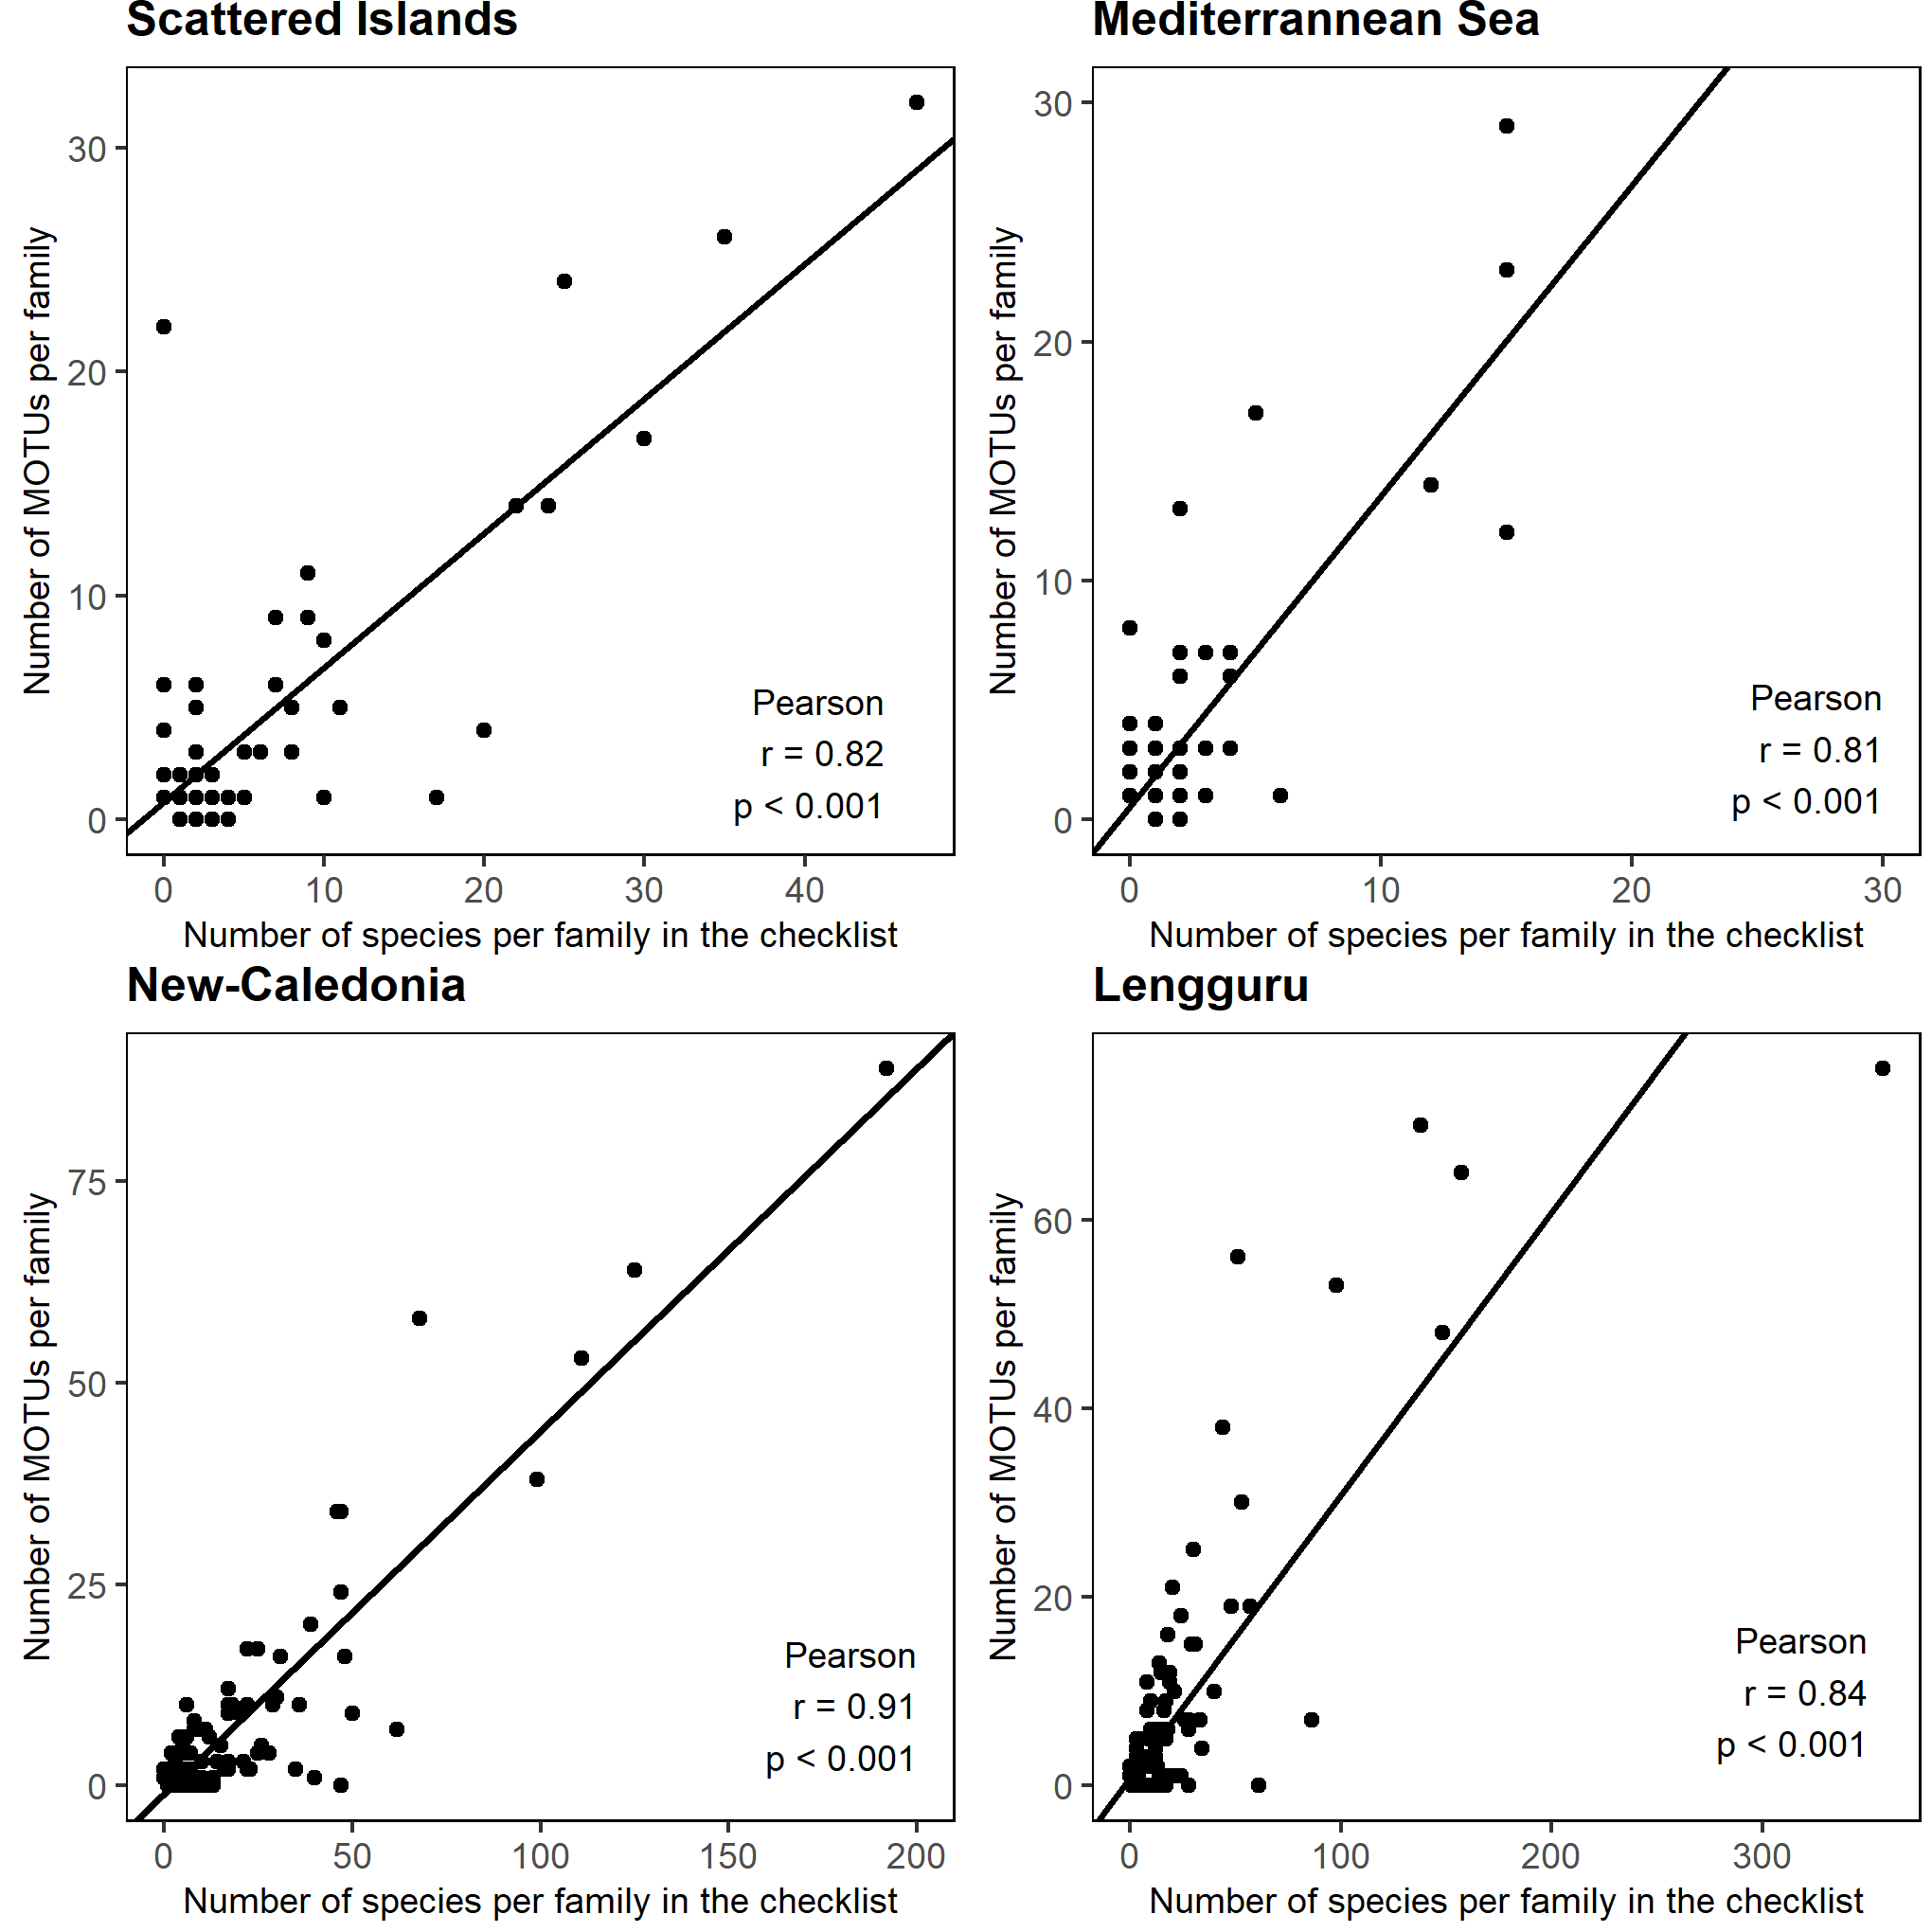 Scattered Islands
Number of MOTUs per family
30
20
10
0
Pearson
r = 0.82
p < 0.001
0 10 20 30 40
Number of species per family in the checklist
Mediterrannean Sea
Number of MOTUs per family
30
20
10
0
Pearson
r = 0.81
p < 0.001
0 10 20 30
Number of species per family in the checklist
New-Caledonia
Number of MOTUs per family
75
50
25
0
Pearson
r = 0.91
p < 0.001
0 50 100 150 200
Number of species per family in the checklist
Lengguru
Number of MOTUs per family
60
40
20
0
Pearson
r = 0.84
p < 0.001
0 100 200 300
Number of species per family in the checklist